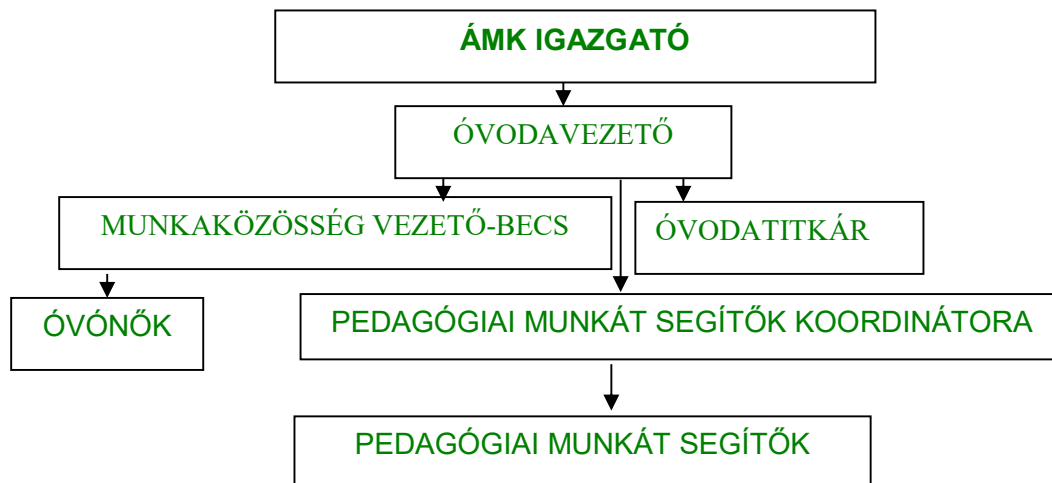 ÁMK IGAZGATÓ
ÓVODAVEZETŐ
MUNKAKÖZÖSSÉG VEZETŐ-BECS
ÓVODATITKÁR
ÓVÓNŐK
PEDAGÓGIAI MUNKÁT SEGÍTŐK KOORDINÁTORA
PEDAGÓGIAI MUNKÁT SEGÍTŐK